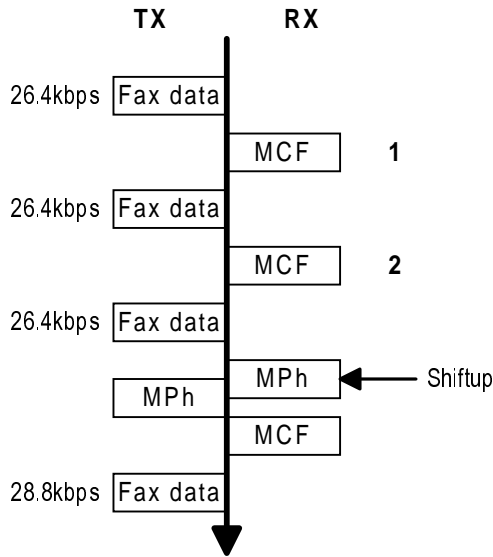 TX RX
26.4kbps Fax data
MCF 1
26.4kbps Fax data
MCF 2
26.4kbps Fax data
MPh Shiftup
MPh
MCF
28.8kbps Fax data